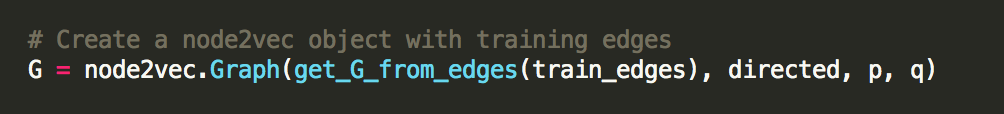 # Create a node2vec object with training edges
G = node2vec.Graph(get_G_from_edges(train_edges), directed, p, q)